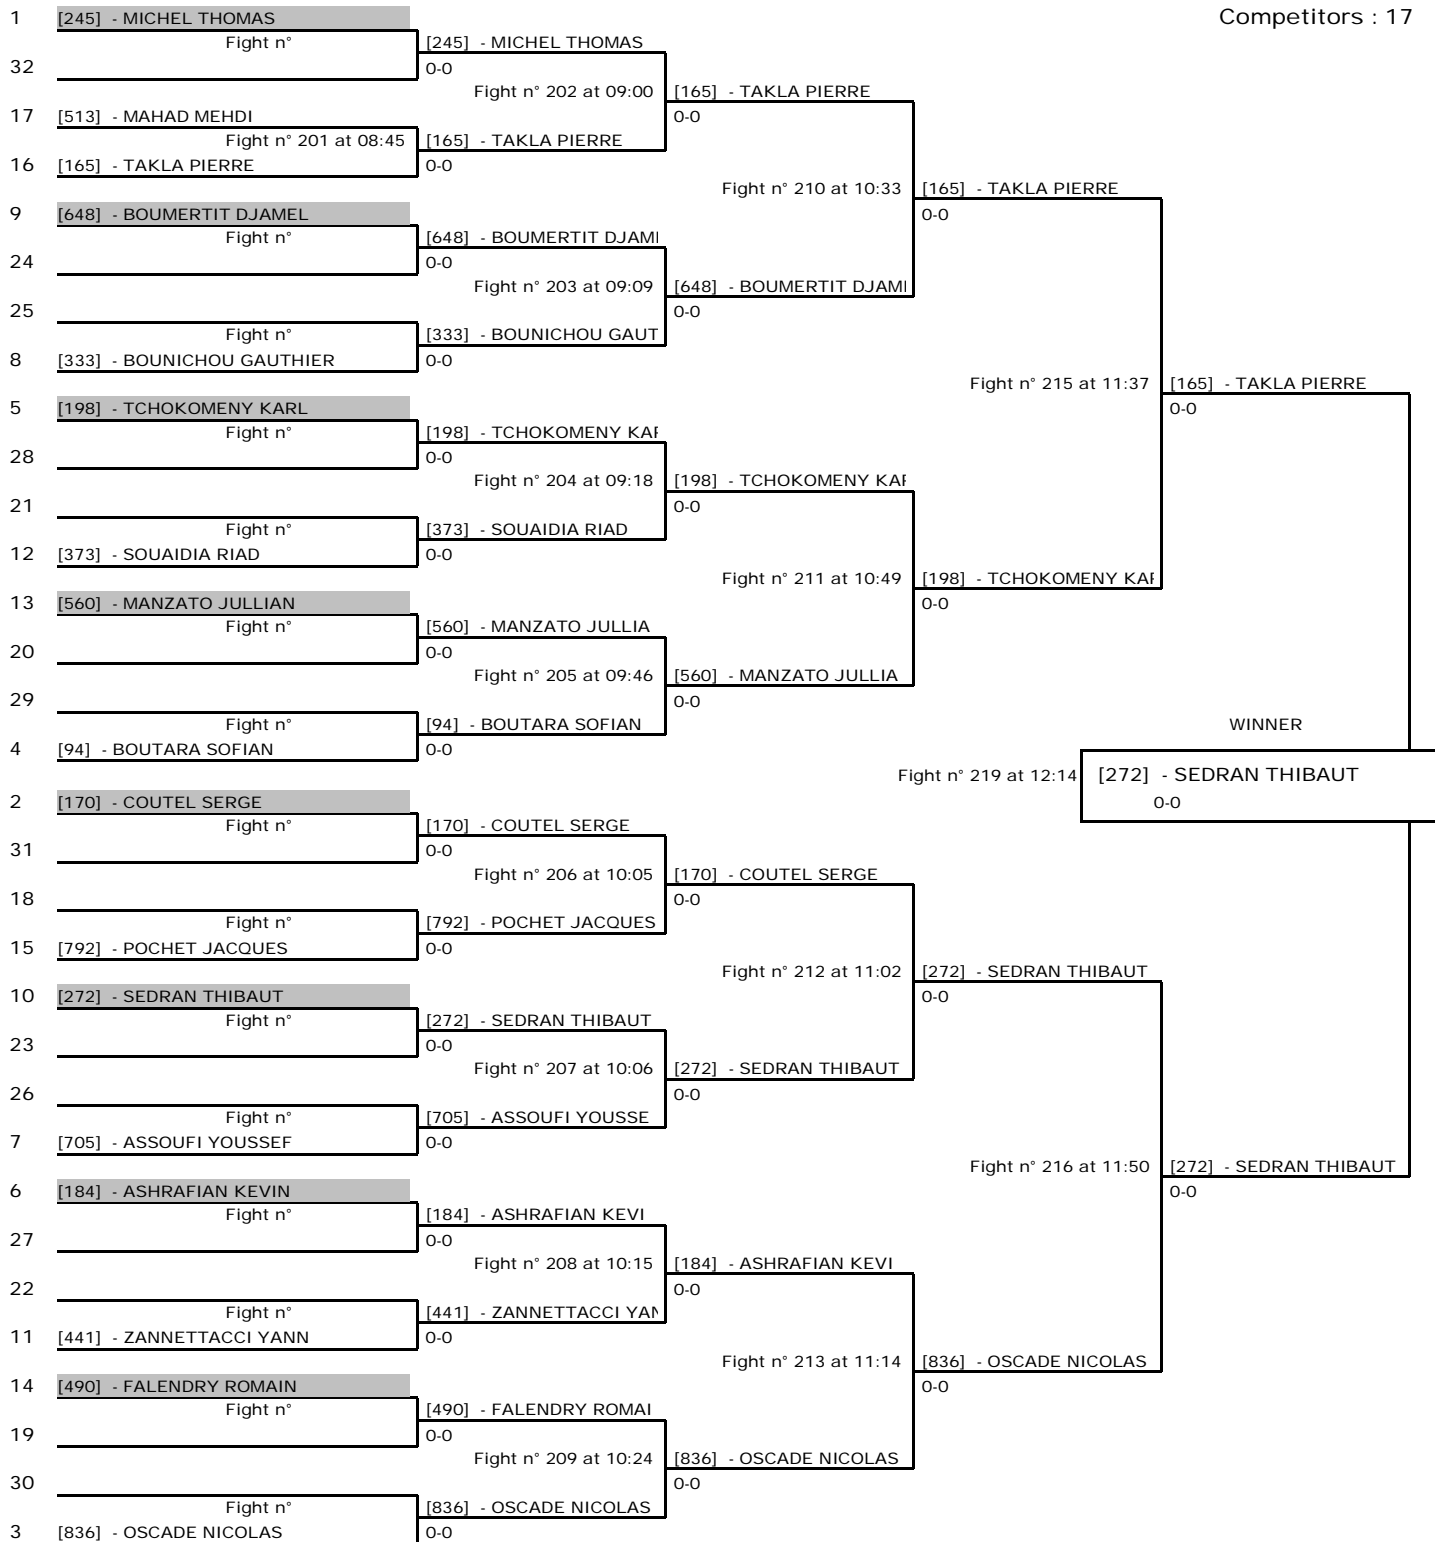 Competitors : 17
1 [245] - MICHEL THOMAS
Fight n°
[245] - MICHEL THOMAS
32
0-0
Fight n° 202 at 09:00
[165] - TAKLA PIERRE
17 [513] - MAHAD MEHDI
0-0
Fight n° 201 at 08:45
[165] - TAKLA PIERRE
16 [165] - TAKLA PIERRE
0-0
Fight n° 210 at 10:33
[165] - TAKLA PIERRE
9 [648] - BOUMERTIT DJAMEL
0-0
Fight n°
[648] - BOUMERTIT DJAM
24
0-0
Fight n° 203 at 09:09
[648] - BOUMERTIT DJAM
25
0-0
Fight n°
[333] - BOUNICHOU GAUT
8 [333] - BOUNICHOU GAUTHIER
0-0
Fight n° 215 at 11:37
[165] - TAKLA PIERRE
5 [198] - TCHOKOMENY KARL
0-0
Fight n°
[198] - TCHOKOMENY KA
28
0-0
Fight n° 204 at 09:18
[198] - TCHOKOMENY KA
21
0-0
Fight n°
[373] - SOUAIDIA RIAD
12 [373] - SOUAIDIA RIAD
0-0
Fight n° 211 at 10:49
[198] - TCHOKOMENY KA
13 [560] - MANZATO JULLIAN
0-0
Fight n°
[560] - MANZATO JULLIA
20
0-0
Fight n° 205 at 09:46
[560] - MANZATO JULLIA
29
0-0
Fight n°
[94] - BOUTARA SOFIAN
WINNER
4 [94] - BOUTARA SOFIAN
0-0
Fight n° 219 at 12:14
[272] - SEDRAN THIBAUT
0-0
2 [170] - COUTEL SERGE
Fight n°
[170] - COUTEL SERGE
31
0-0
Fight n° 206 at 10:05
[170] - COUTEL SERGE
18
0-0
Fight n°
[792] - POCHET JACQUES
15 [792] - POCHET JACQUES
0-0
Fight n° 212 at 11:02
[272] - SEDRAN THIBAUT
10 [272] - SEDRAN THIBAUT
0-0
Fight n°
[272] - SEDRAN THIBAUT
23
0-0
Fight n° 207 at 10:06
[272] - SEDRAN THIBAUT
26
0-0
Fight n°
[705] - ASSOUFI YOUSSE
7 [705] - ASSOUFI YOUSSEF
0-0
Fight n° 216 at 11:50
[272] - SEDRAN THIBAUT
6 [184] - ASHRAFIAN KEVIN
0-0
Fight n°
[184] - ASHRAFIAN KEVI
27
0-0
Fight n° 208 at 10:15
[184] - ASHRAFIAN KEVI
22
0-0
Fight n°
[441] - ZANNETTACCI YAN
11 [441] - ZANNETTACCI YANN
0-0
Fight n° 213 at 11:14
[836] - OSCADE NICOLAS
14 [490] - FALENDRY ROMAIN
0-0
Fight n°
[490] - FALENDRY ROMAI
19
0-0
Fight n° 209 at 10:24
[836] - OSCADE NICOLAS
30
0-0
Fight n°
[836] - OSCADE NICOLAS
3 [836] - OSCADE NICOLAS
0-0